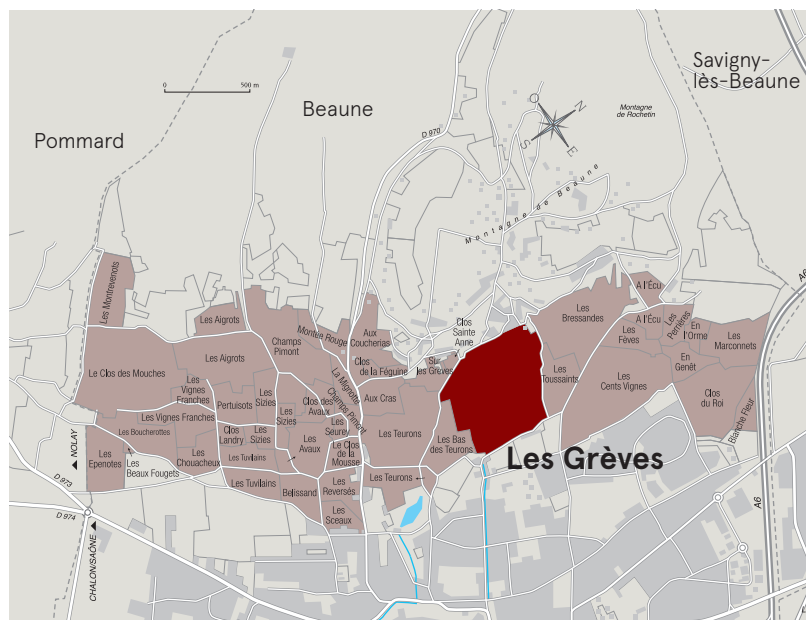 Savigny-
lès-Beaune
Pommard
Beaune
0
500 m
D 970
O
N
S
E
Montagne
de Rochetin
Montagne de Beaune
A6
Les Montrevenots
Les Aigrots
Champs
Pimont
Montée Rouge
Aux
Coucherias
Clos
Sainte
Anne
Les
Bressandes
A l'Écu
A l'Écu
Les
Perrières
En
l'Orme
Les
Marconnets
Les
Fèves
Le Clos des Mouches
Les Aigrots
La Mignotte
Clos
de la Féguine
Sur
les Grèves
Les
Toussaints
Les
Cents Vignes
En
Genêt
Clos
du Roi
Blanche Fleur
Les
Vignes
Franches
Pertuisots
Les
Sizies
Clos des
Avaux
Champs Pimont
Aux Cras
Les Vignes Franches
Les
Sizies
Les
Seurey
Les Boucherottes
Clos
Landry
Les
Sizies
Les
Avaux
Le Clos
de la
Mousse
Les Teurons
Les Bas
des Teurons
Les Grèves
Les
Epenotes
Les
Beaux Fougets
Les
Chouacheux
Les Tuvilains
Les Tuvilains
Belissand
Les
Reversés
Les Teurons
Les
Sceaux
NOLAY
D 973
D 974
CHALON/SAÔNE
A6
D